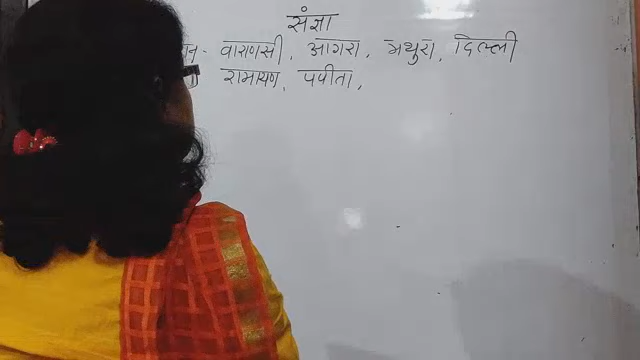 संज्ञा
वाराणसी, आगरा, मथुरा, दिल्ली
रामायण, पपीता,